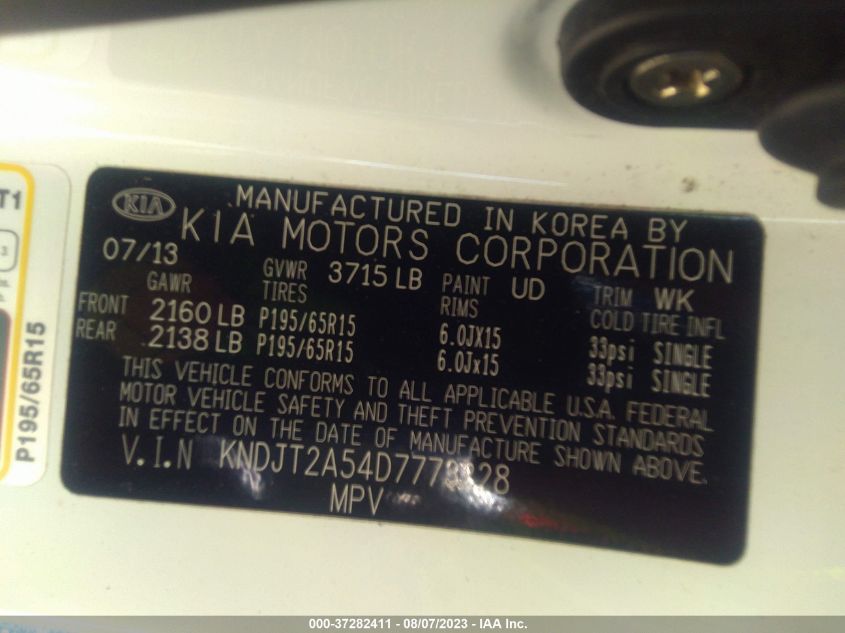 KIA
MANUFACTURED IN KOREA BY
KIA MOTORS CORPORATION
07/13
GAWR GVWR 3715 LB PAINT UD TRIM WK
TIRES RIMS COLD TIRE INFL
FRONT 2160 LB P195/65R15 6.0JX15 33psi SINGLE
REAR 2138 LB P195/65R15 6.0Jx15 33psi SINGLE
THIS VEHICLE CONFORMS TO ALL APPLICABLE U.S.A. FEDERAL
MOTOR VEHICLE SAFETY AND THEFT PREVENTION STANDARDS
IN EFFECT ON THE DATE OF MANUFACTURE SHOWN ABOVE.
V.I.N
MPV
T1
3
P195/65R15
000-37282411 - 08/07/2023 - IAA Inc.